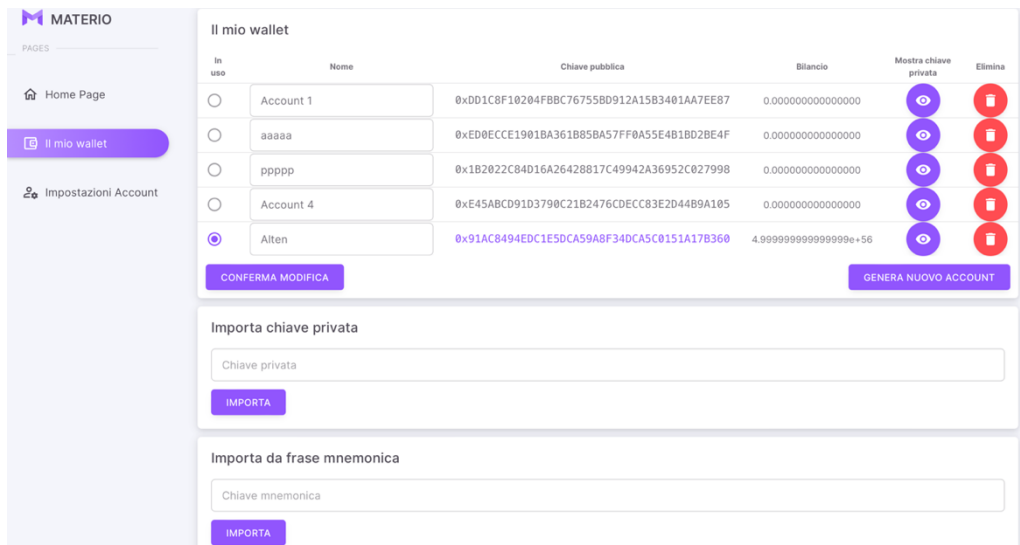 MATERIO
PAGES
Home Page
Il mio wallet
Impostazioni Account
Il mio wallet
In uso Nome Chiave pubblica Bilancio Mostra chiave privata Elimina
Account 1 0xDD1C8F10204FBBC76755BD912A15B3401AA7EE87 0.000000000000000
aaaaa 0xED0ECCE1901BA361B85BA57FF0A55E4B1BD2BE4F 0.000000000000000
ppppp 0x1B2022C84D16A26428817C49942A36952C027998 0.000000000000000
Account 4 0xE45ABCD91D3790C21B2476CDECC83E2D44B9A105 0.000000000000000
Alten 0x91AC8494EDC1E5DCA59A8F34DCA5C0151A17B360 4.999999999999999e+56
CONFERMA MODIFICA GENERA NUOVO ACCOUNT
Importa chiave privata
Chiave privata
IMPORTA
Importa da frase mnemonica
Chiave mnemonica
IMPORTA